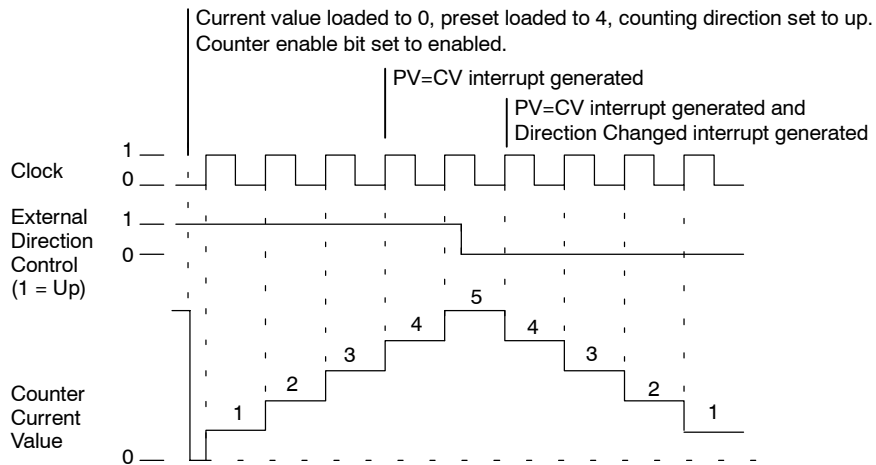 Current value loaded to 0, preset loaded to 4, counting direction set to up.
Counter enable bit set to enabled.
PV=CV interrupt generated
PV=CV interrupt generated and
Direction Changed interrupt generated
Clock
1
0
External
Direction
Control
(1 = Up)
1
0
Counter
Current
Value
0
1
2
3
4
5
4
3
2
1